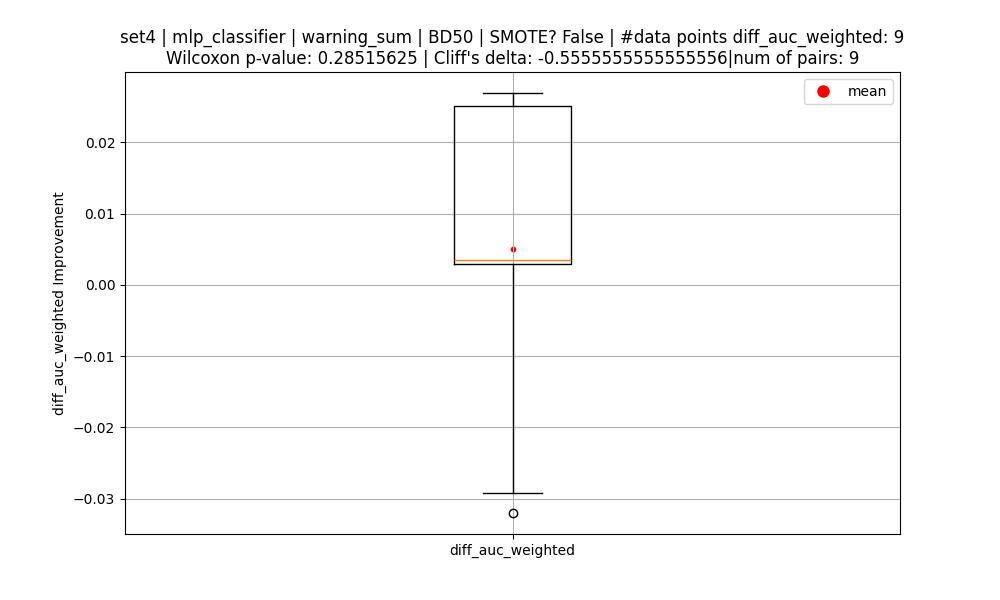 set4 | mlp_classifier | warning_sum | BD50 | SMOTE? False | #data points diff_auc_weighted: 9
Wilcoxon p-value: 0.28515625 | Cliff's delta: -0.5555555555555556|num of pairs: 9
mean
0.02
0.01
0.00
−0.01
−0.02
−0.03
diff_auc_weighted Improvement
diff_auc_weighted